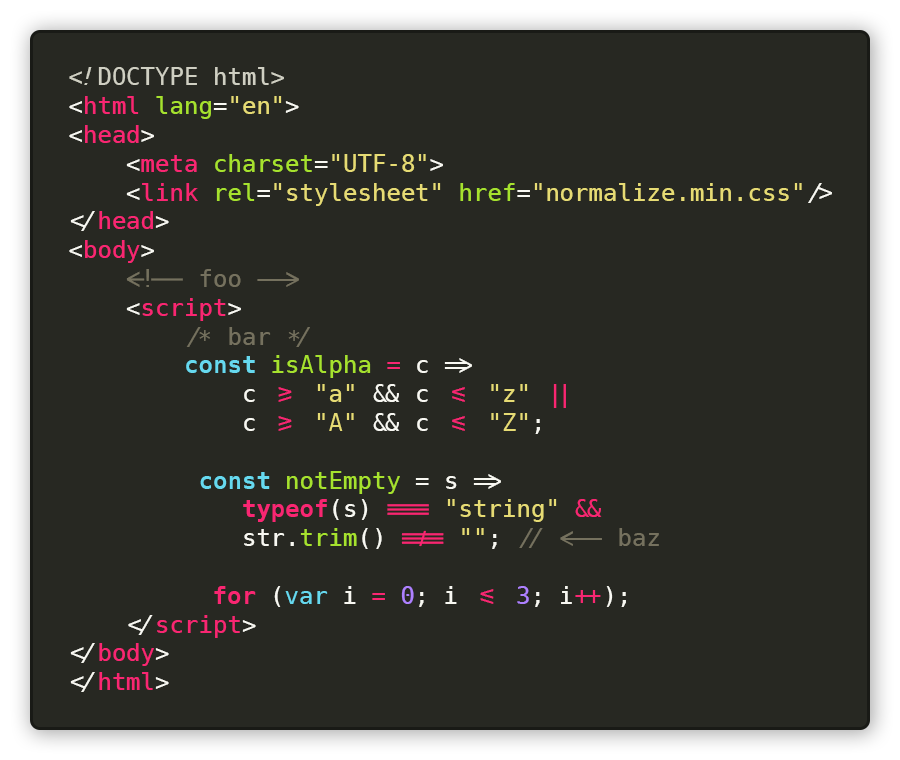 <!DOCTYPE html>
<html lang="en">
<head>
    <meta charset="UTF-8">
    <link rel="stylesheet" href="normalize.min.css"/>
</head>
<body>
    <!-- foo -->
    <script>
        /* bar */
        const isAlpha = c =>
            c >= "a" && c <= "z" ||
            c >= "A" && c <= "Z";

         const notEmpty = s =>
            typeof(s) === "string" &&
            str.trim() !== ""; // <-- baz

          for (var i = 0; i <= 3; i++);
    </script>
</body>
</html>